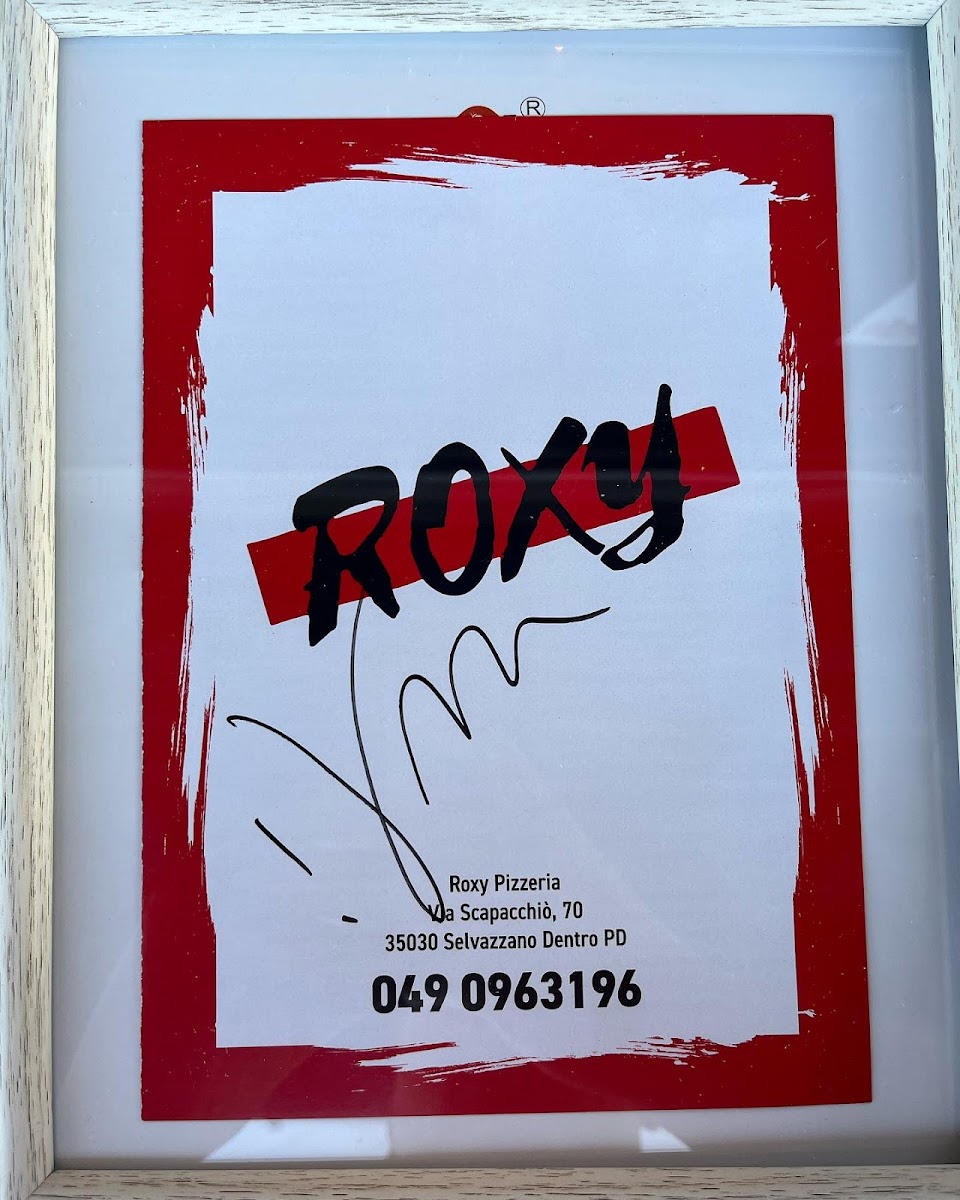 ®
ROXY
Roxy Pizzeria
Via Scapacchiò, 70
35030 Selvazzano Dentro PD
049 0963196